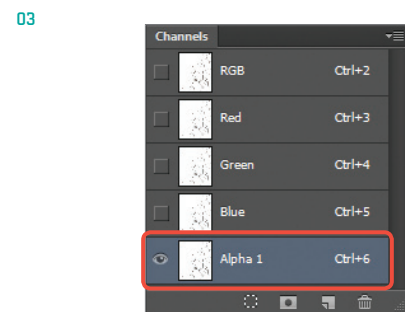 03
Channels
RGB Ctrl+2
Red Ctrl+3
Green Ctrl+4
Blue Ctrl+5
Alpha 1 Ctrl+6